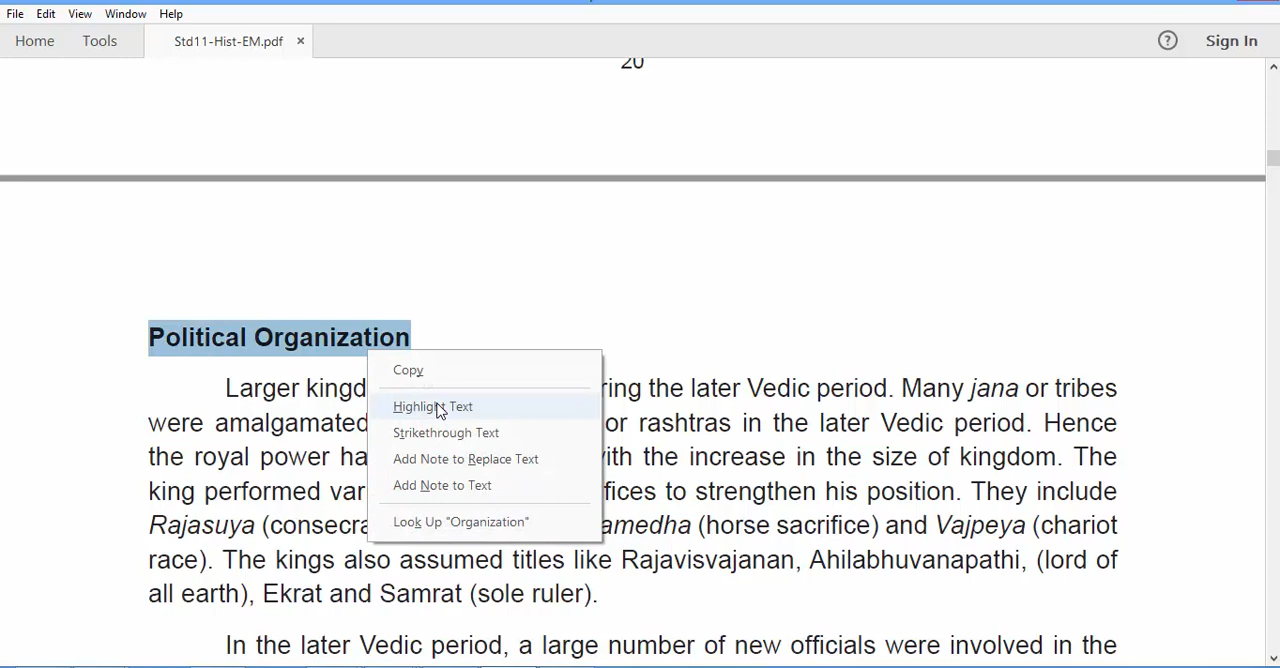 File Edit View Window Help
Home Tools Std11-Hist-EM.pdf × ? Sign In
20
Political Organization
Copy
Highlight Text
Strikethrough Text
Add Note to Replace Text
Add Note to Text
Look Up "Organization"
Larger kingd ring the later Vedic period. Many jana or tribes
were amalgamated or rashtras in the later Vedic period. Hence
the royal power ha ith the increase in the size of kingdom. The
king performed var fices to strengthen his position. They include
Rajasuya (consecra amedha (horse sacrifice) and Vajpeya (chariot
race). The kings also assumed titles like Rajavisvajanan, Ahilabhuvanapathi, (lord of
all earth), Ekrat and Samrat (sole ruler).
In the later Vedic period, a large number of new officials were involved in the